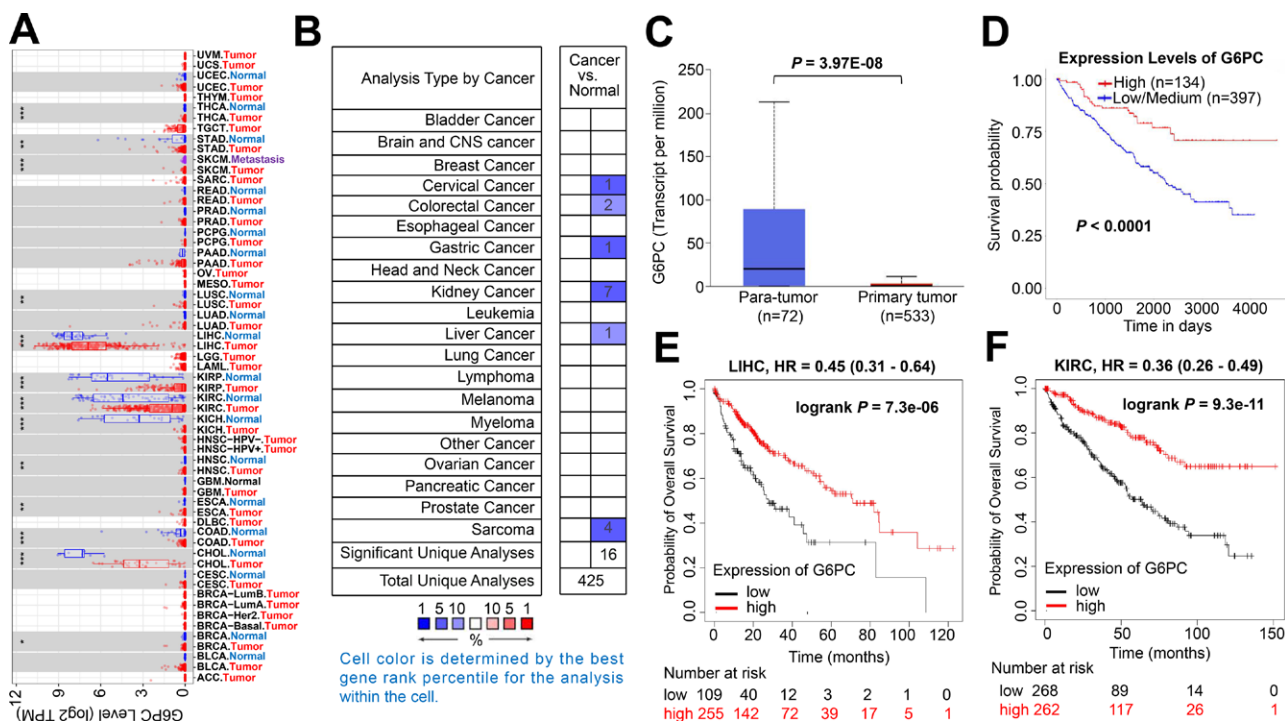 A
UVM.Tumor
UCS.Tumor
UCEC.Normal
UCEC.Tumor
THYM.Tumor
THCA.Normal
THCA.Tumor
TGCT.Tumor
STAD.Normal
STAD.Tumor
SKCM.Metastasis
SKCM.Tumor
SARC.Tumor
READ.Normal
READ.Tumor
PRAD.Normal
PRAD.Tumor
PCPG.Normal
PCPG.Tumor
PAAD.Normal
PAAD.Tumor
OV.Tumor
MESO.Tumor
LUSC.Normal
LUSC.Tumor
LUAD.Normal
LUAD.Tumor
LIHC.Normal
LIHC.Tumor
LGG.Tumor
LAML.Tumor
KIRP.Normal
KIRP.Tumor
KIRC.Normal
KIRC.Tumor
KICH.Normal
KICH.Tumor
HNSC-HPV-.Tumor
HNSC-HPV+.Tumor
HNSC.Normal
HNSC.Tumor
GBM.Normal
GBM.Tumor
ESCA.Normal
ESCA.Tumor
DLBC.Tumor
COAD.Normal
COAD.Tumor
CHOL.Normal
CHOL.Tumor
CESC.Normal
CESC.Tumor
BRCA-LumB.Tumor
BRCA-LumA.Tumor
BRCA-Her2.Tumor
BRCA-Basal.Tumor
BRCA.Normal
BRCA.Tumor
BLCA.Normal
BLCA.Tumor
ACC.Tumor
12 9 6 3 0
G6PC Level (log2 TPM)
B
Analysis Type by Cancer
Cancer
vs.
Normal
Bladder Cancer
Brain and CNS cancer
Breast Cancer
Cervical Cancer 1
Colorectal Cancer 2
Esophageal Cancer
Gastric Cancer 1
Head and Neck Cancer
Kidney Cancer 7
Leukemia
Liver Cancer 1
Lung Cancer
Lymphoma
Melanoma
Myeloma
Other Cancer
Ovarian Cancer
Pancreatic Cancer
Prostate Cancer
Sarcoma 4
Significant Unique Analyses 16
Total Unique Analyses 425
1 5 10 10 5 1
%
Cell color is determined by the best
gene rank percentile for the analysis
within the cell.
C
P = 3.97E-08
G6PC (Transcript per million)
250
200
150
100
50
0
Para-tumor Primary tumor
(n=72) (n=533)
D
Expression Levels of G6PC
High (n=134)
Low/Medium (n=397)
Survival probability
1.00
0.75
0.50
0.25
0.00
P < 0.0001
0 1000 2000 3000 4000
Time in days
E
LIHC, HR = 0.45 (0.31 - 0.64)
logrank P = 7.3e-06
Probability of Overall Survival
1.0
0.8
0.6
0.4
0.2
0.0
Expression of G6PC
low
high
0 20 40 60 80 100 120
Time (months)
Number at risk
low 109 40 12 3 2 1 0
high 255 142 72 39 17 5 1
F
KIRC, HR = 0.36 (0.26 - 0.49)
logrank P = 9.3e-11
Probability of Overall Survival
1.0
0.8
0.6
0.4
0.2
0.0
Expression of G6PC
low
high
0 50 100 150
Time (months)
Number at risk
low 268 89 14 0
high 262 117 26 1